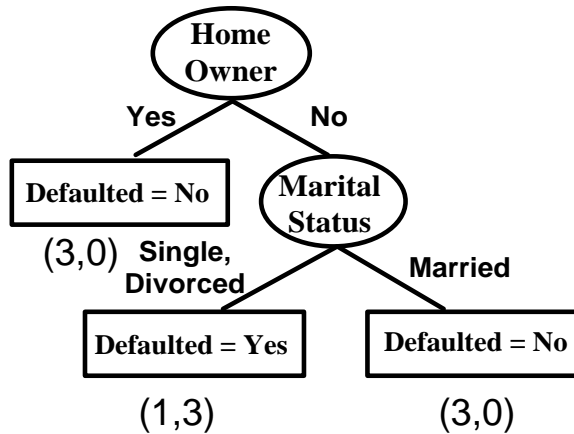 Home
Owner
Yes
No
Defaulted = No
Marital
Status
(3,0)
Single,
Divorced
Married
Defaulted = Yes
Defaulted = No
(1,3)
(3,0)